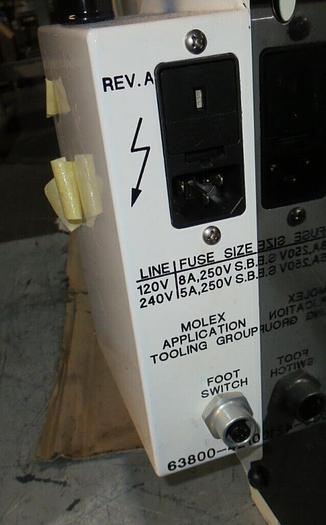 REV. A
LINE FUSE SIZE
120V 8A,250V S.B.
240V 5A,250V S.B.
MOLEX
APPLICATION
TOOLING GROUP
FOOT
SWITCH
63800-